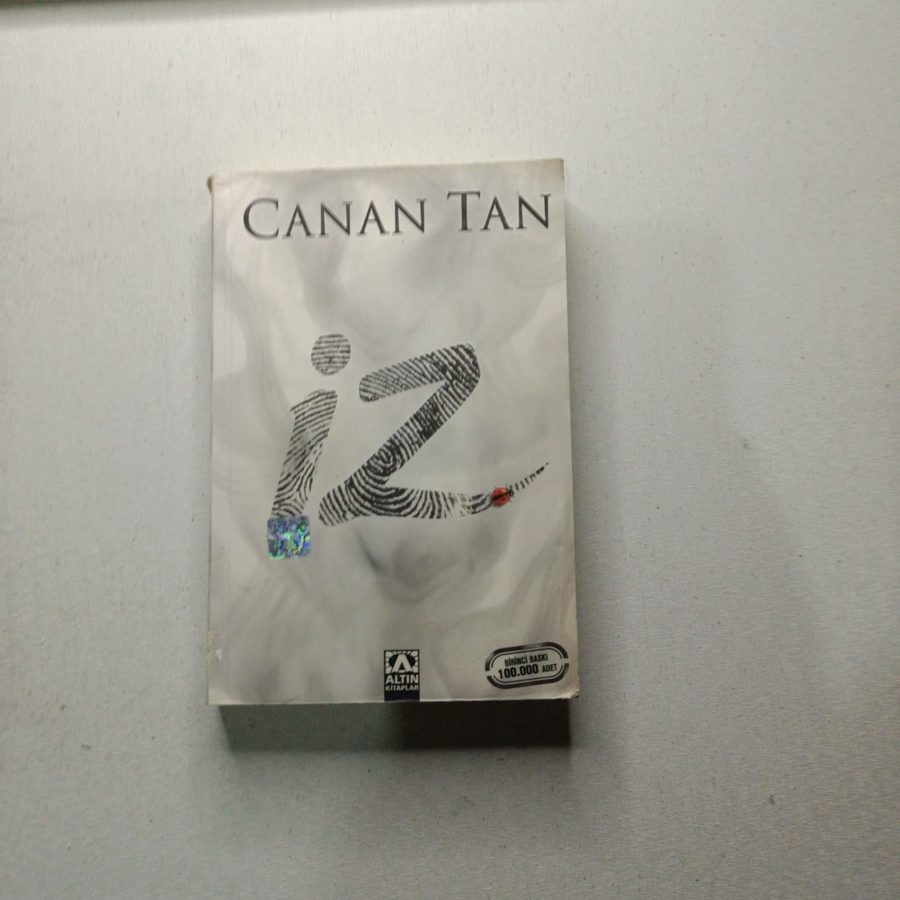 CANAN TAN
iz
ALTIN
KİTAPLAR
BİRİNCİ BASKI
100.000 ADET